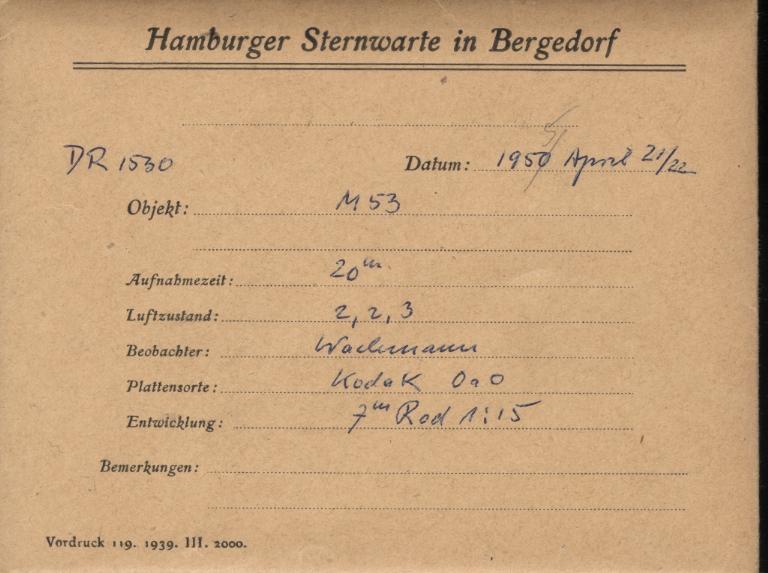 Hamburger Sternwarte in Bergedorf
DR 1530 Datum: 1950 April 21/22
Objekt: M 53
Aufnahmezeit: 20m
Luftzustand: 2, 2, 3
Beobachter: Wachmann
Plattensorte: Kodak OaO
Entwicklung: 7m Rod 1:15
Bemerkungen:
Vordruck 119. 1939. III. 2000.